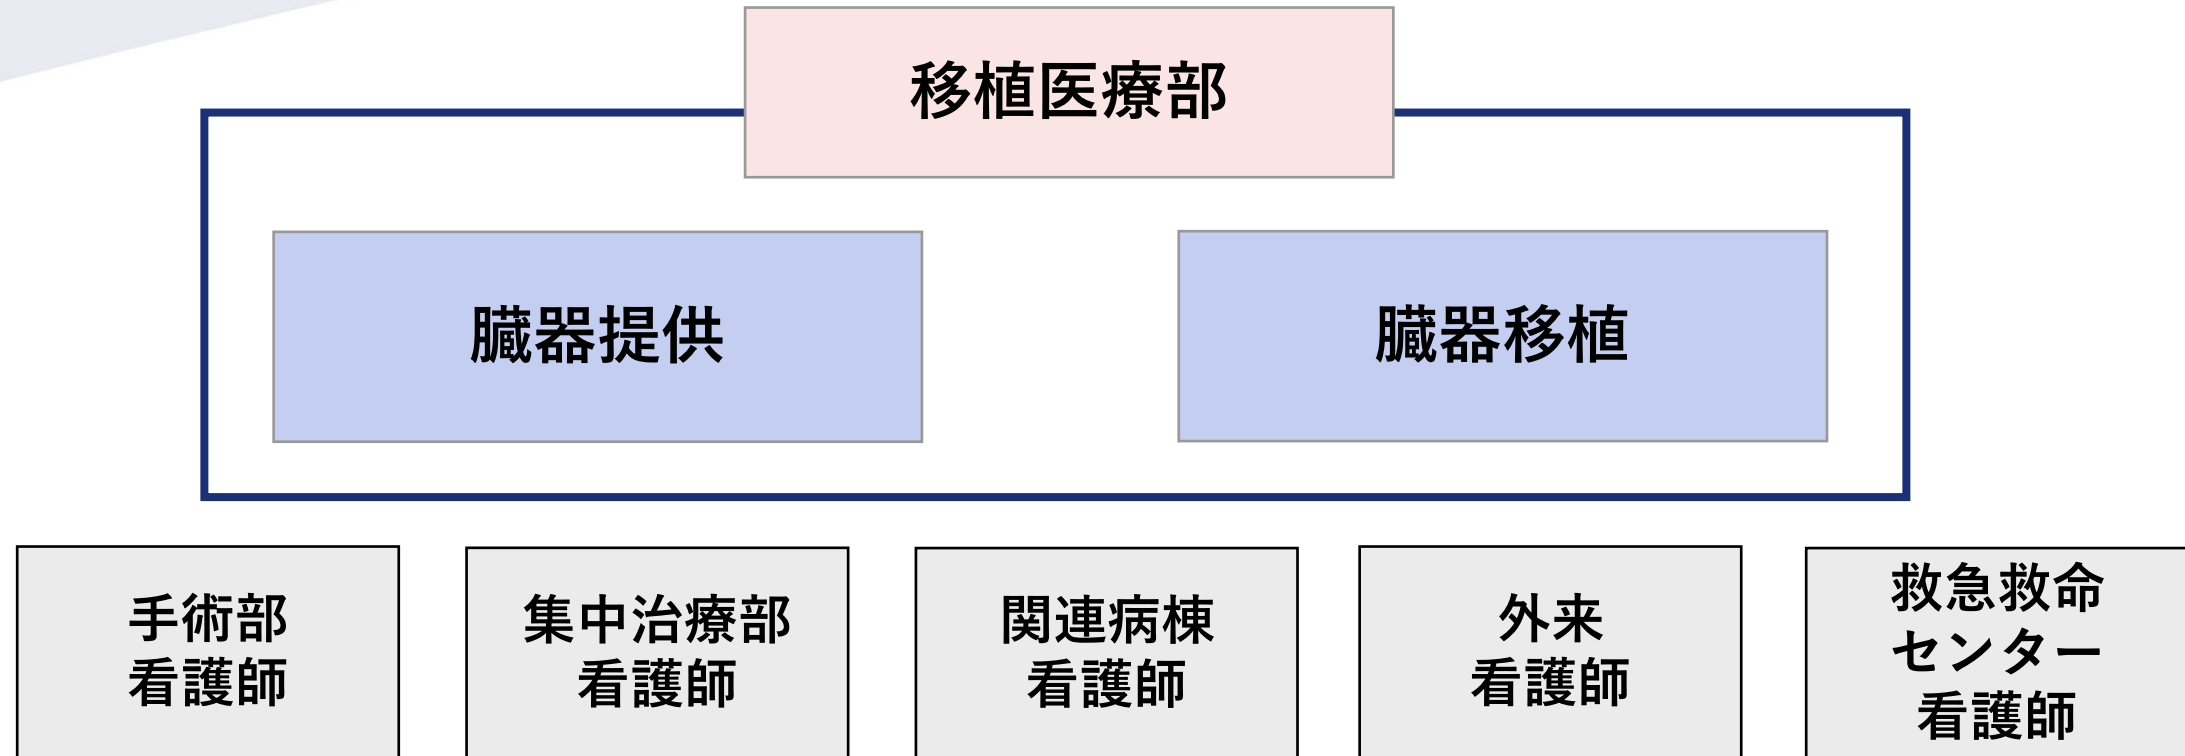 移植医療部
臓器提供
臓器移植
手術部
看護師
集中治療部
看護師
関連病棟
看護師
外来
看護師
救急救命
センター
看護師